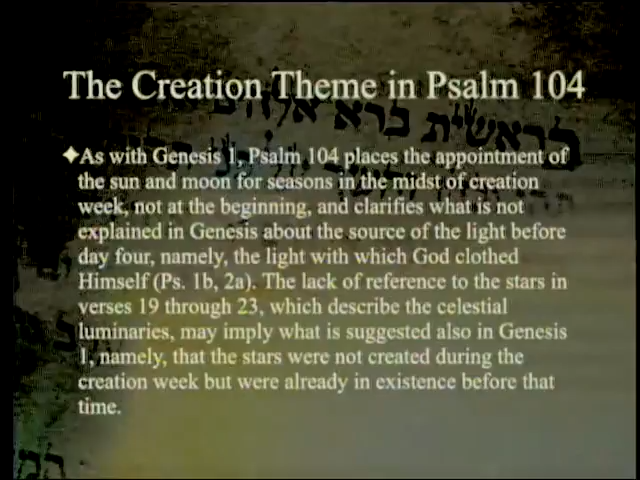 The Creation Theme in Psalm 104
בראשית ברא אלהים
✦As with Genesis 1, Psalm 104 places the appointment of
the sun and moon for seasons in the midst of creation
week, not at the beginning, and clarifies what is not
explained in Genesis about the source of the light before
day four, namely, the light with which God clothed
Himself (Ps. 1b, 2a). The lack of reference to the stars in
verses 19 through 23, which describe the celestial
luminaries, may imply what is suggested also in Genesis
1, namely, that the stars were not created during the
creation week but were already in existence before that
time.